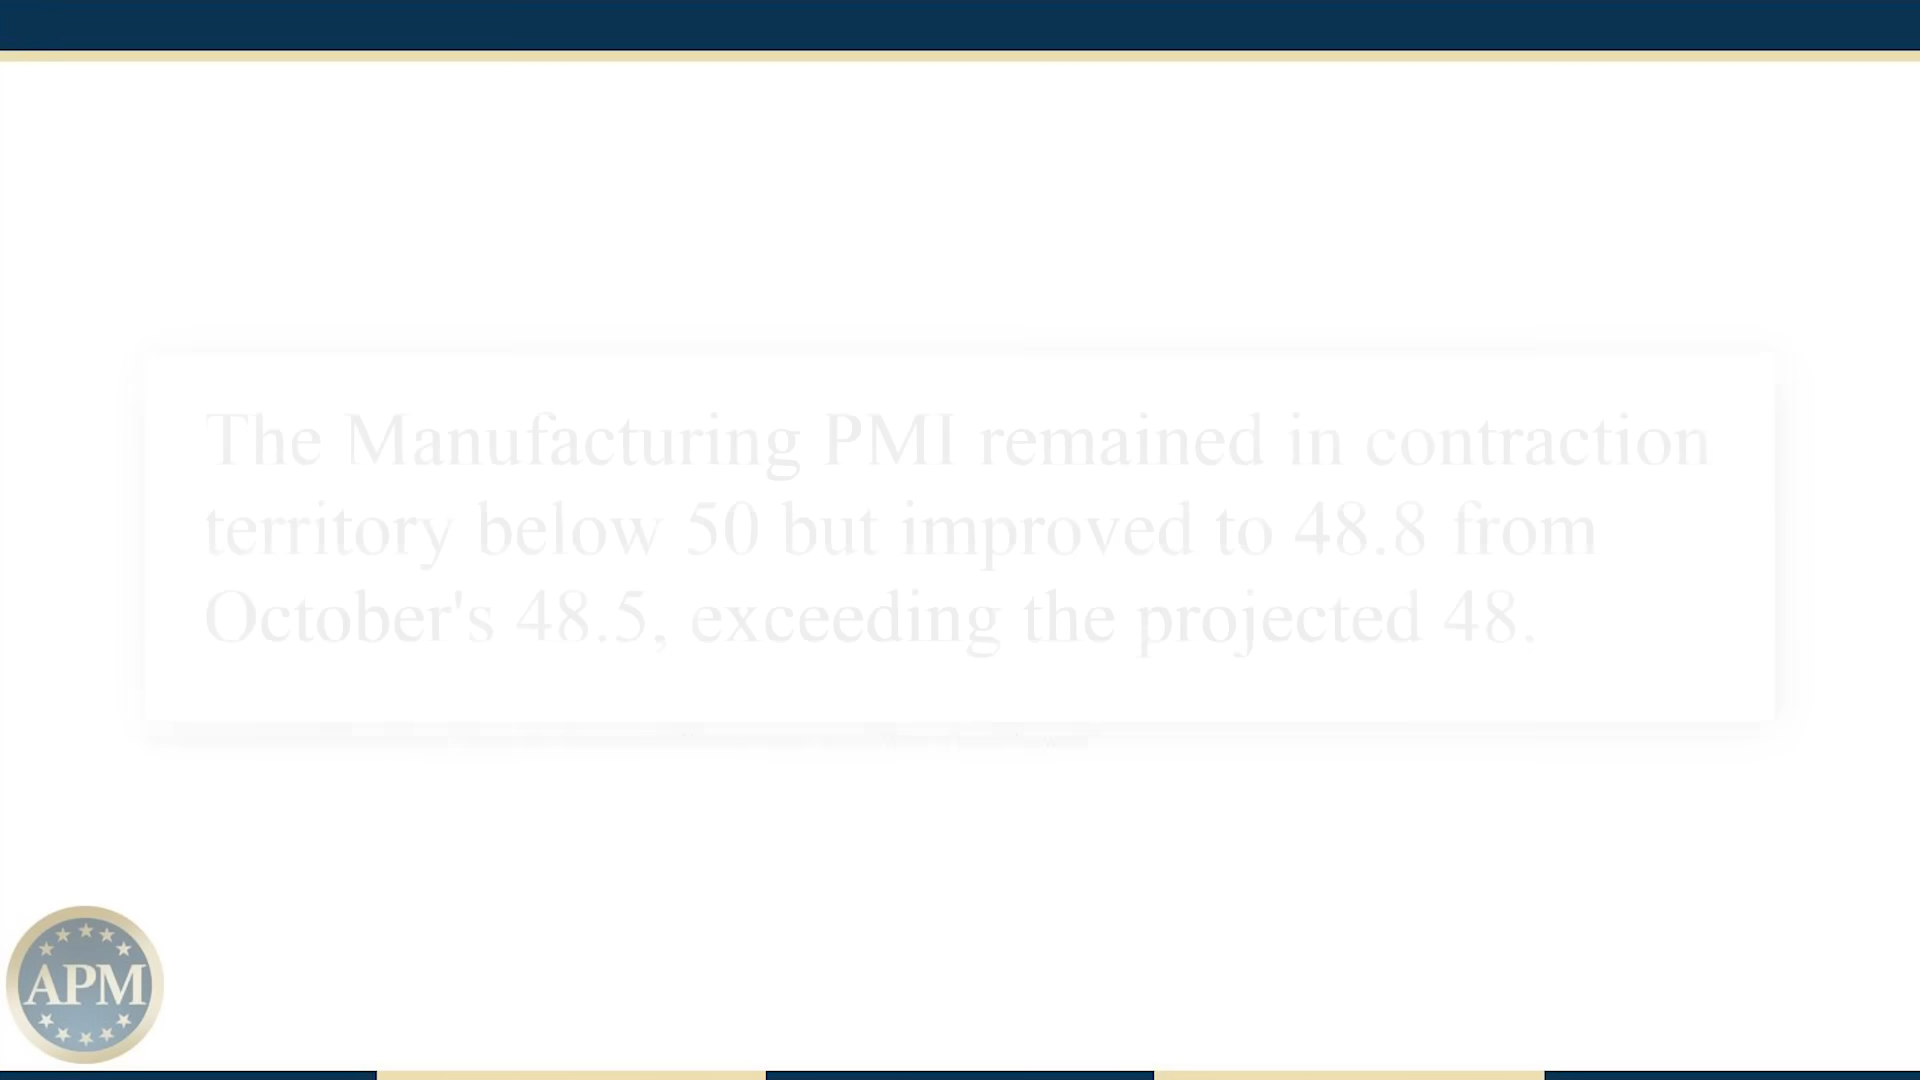 The Manufacturing PMI remained in contraction
territory below 50 but improved to 48.8 from
October's 48.5, exceeding the projected 48.
APM